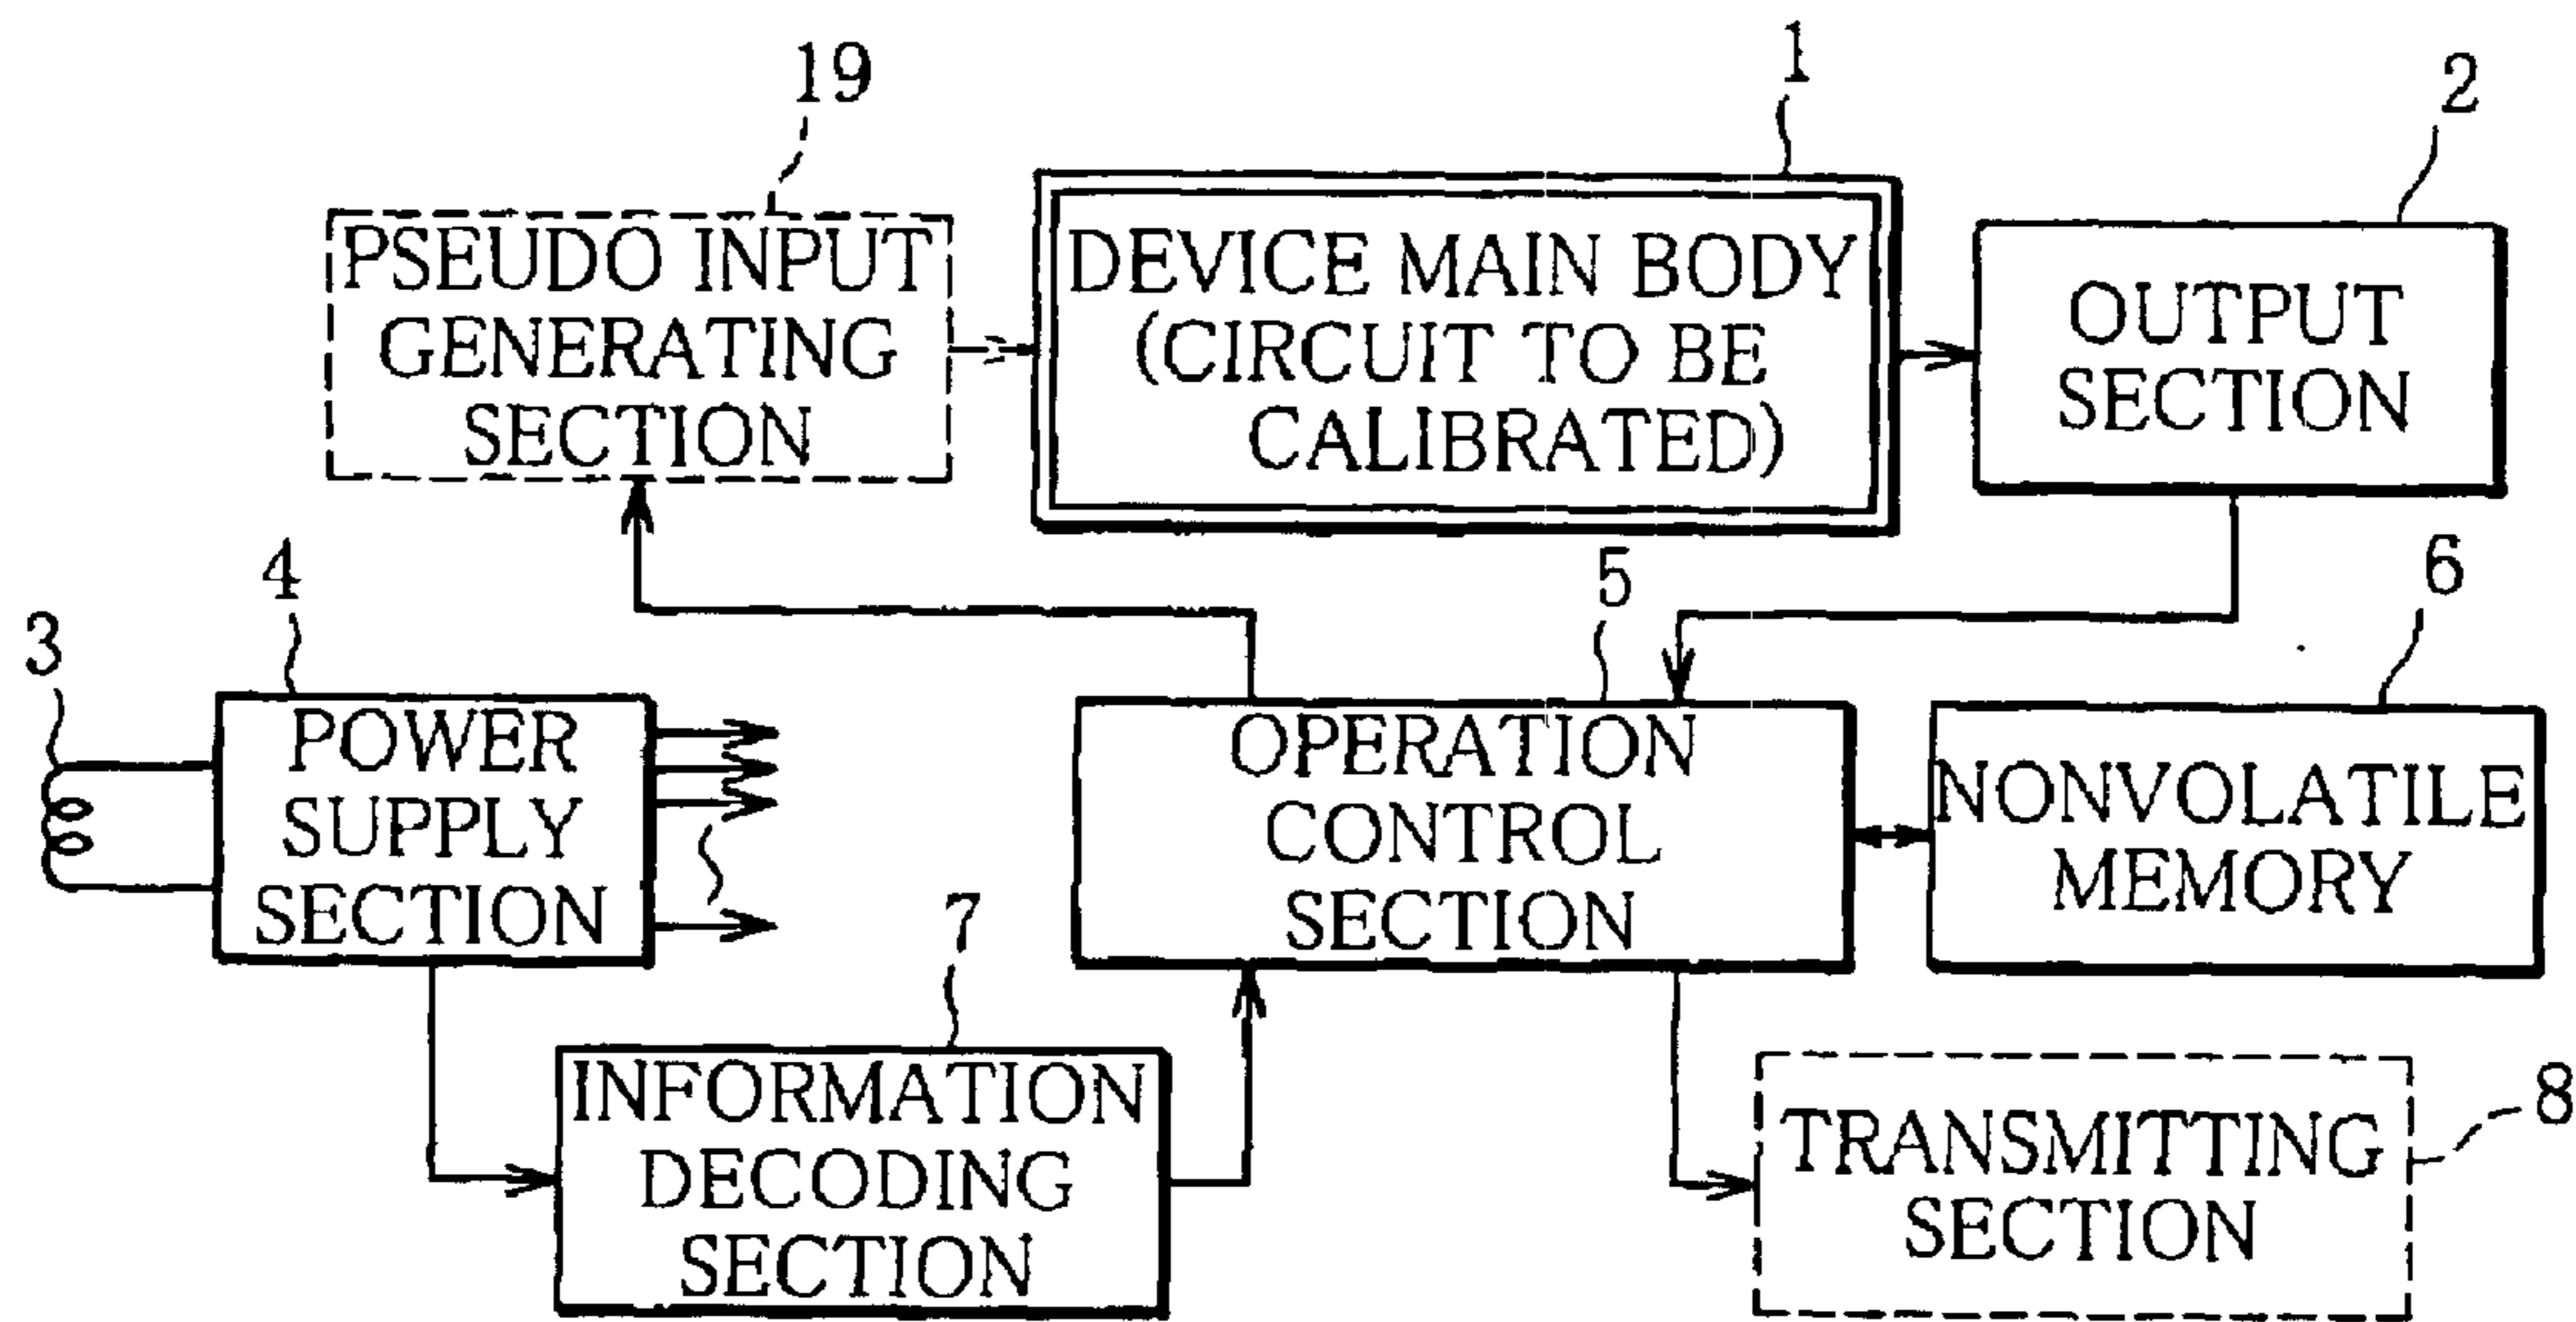 19
1
2
PSEUDO INPUT
GENERATING
SECTION
DEVICE MAIN BODY
(CIRCUIT TO BE
CALIBRATED)
OUTPUT
SECTION
3
4
5
6
POWER
SUPPLY
SECTION
OPERATION
CONTROL
SECTION
NONVOLATILE
MEMORY
7
8
INFORMATION
DECODING
SECTION
TRANSMITTING
SECTION